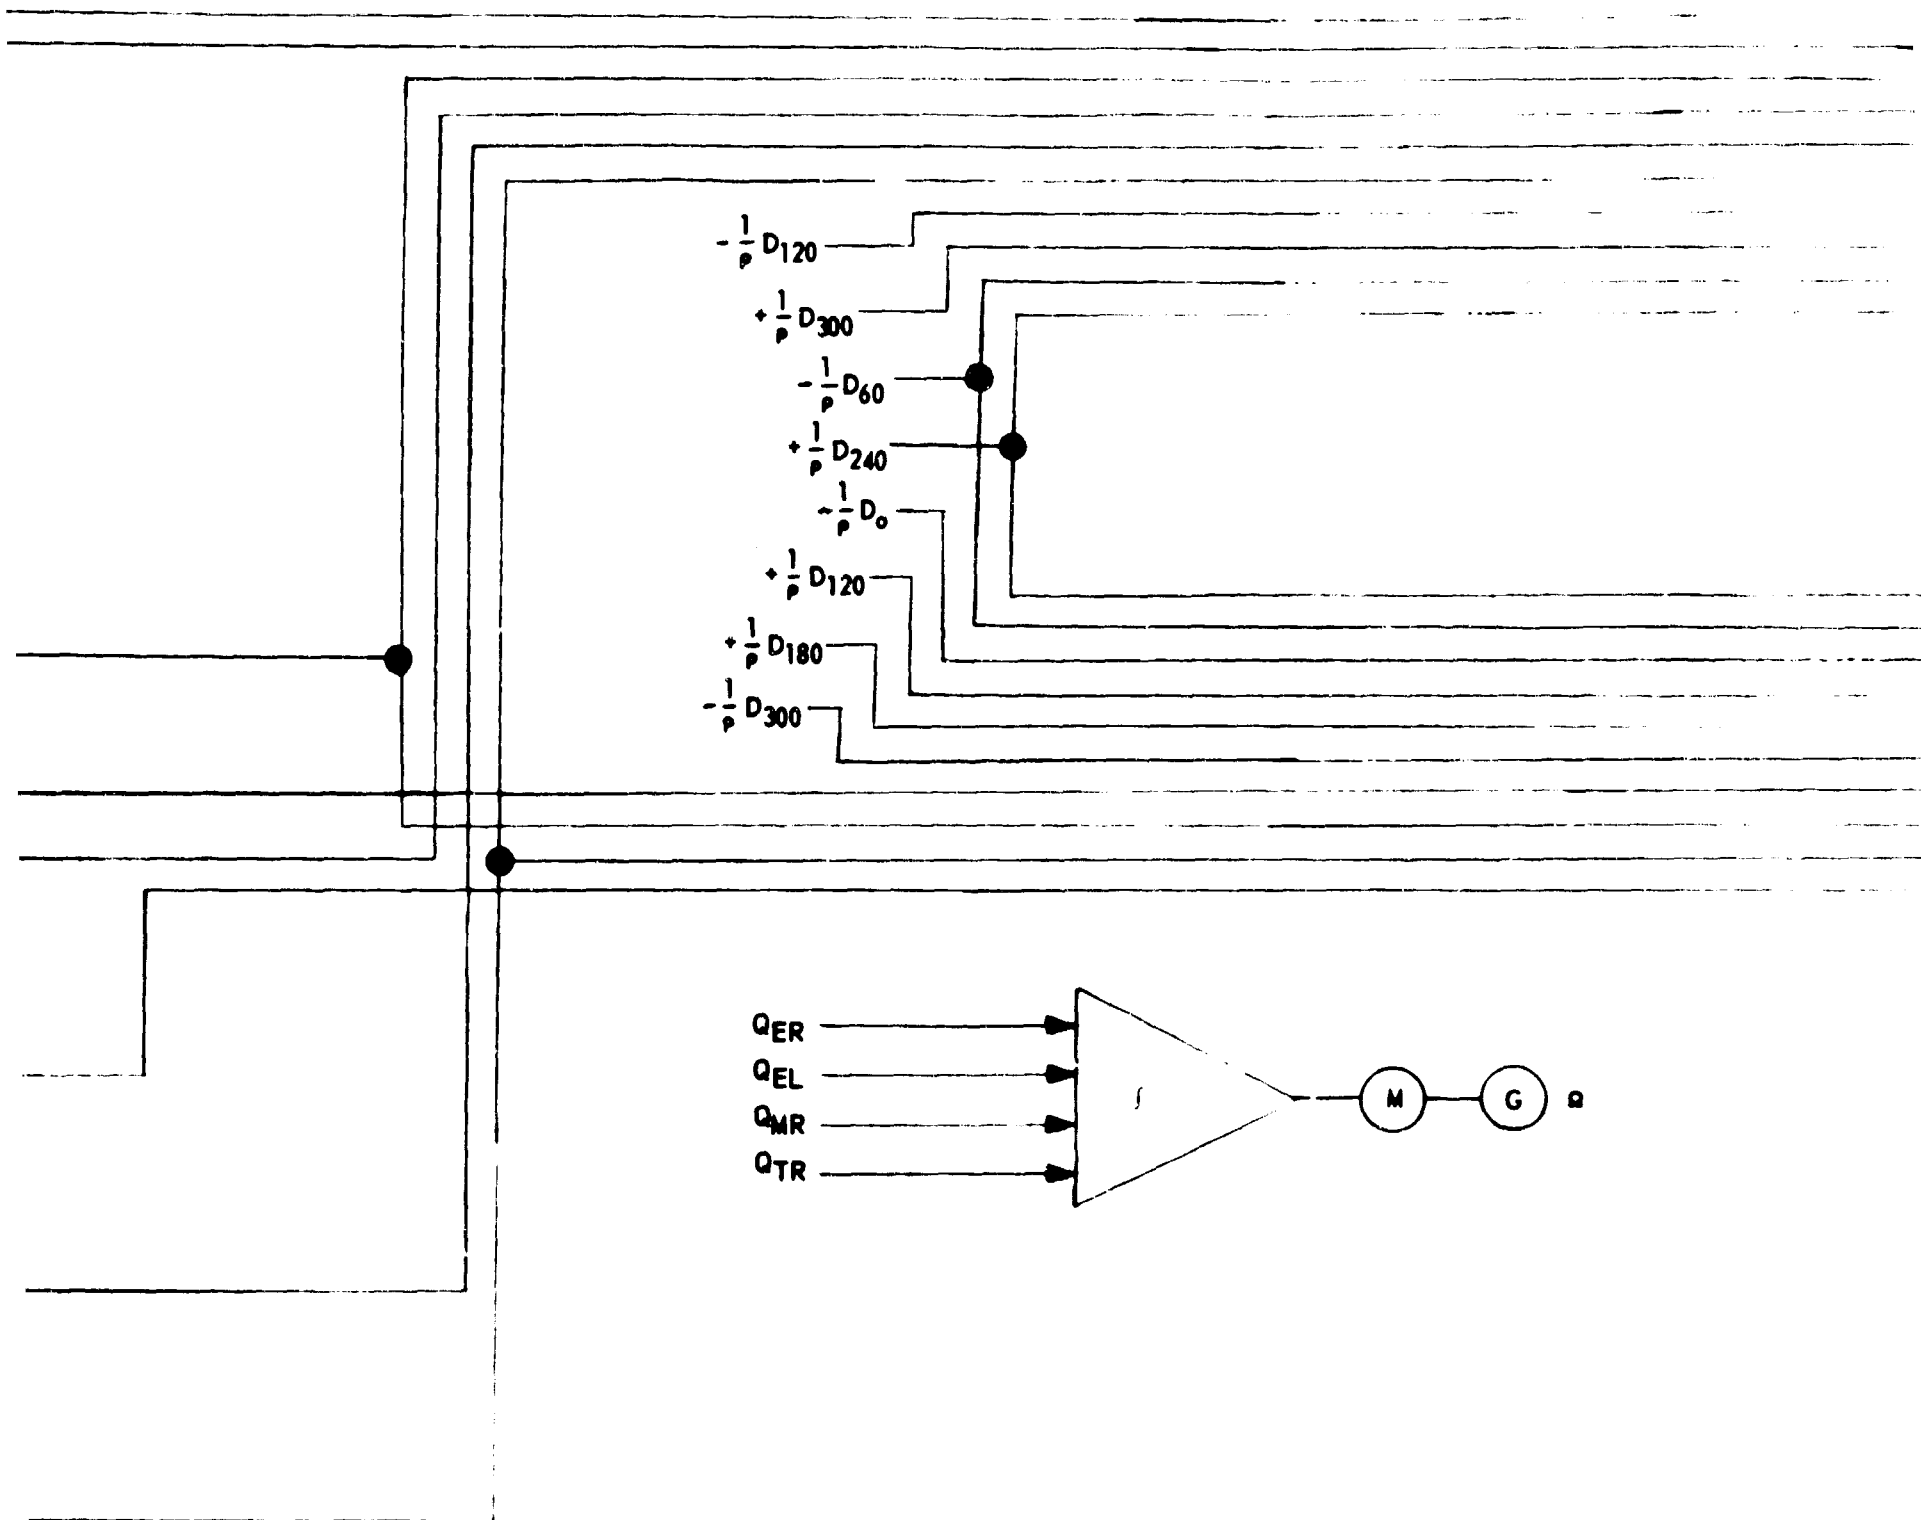 - 1/ρ D120
+ 1/ρ D300
- 1/ρ D60
+ 1/ρ D240
- 1/ρ Do
+ 1/ρ D120
+ 1/ρ D180
- 1/ρ D300
QER
QEL
QMR
QTR
∫
M
G
Ω